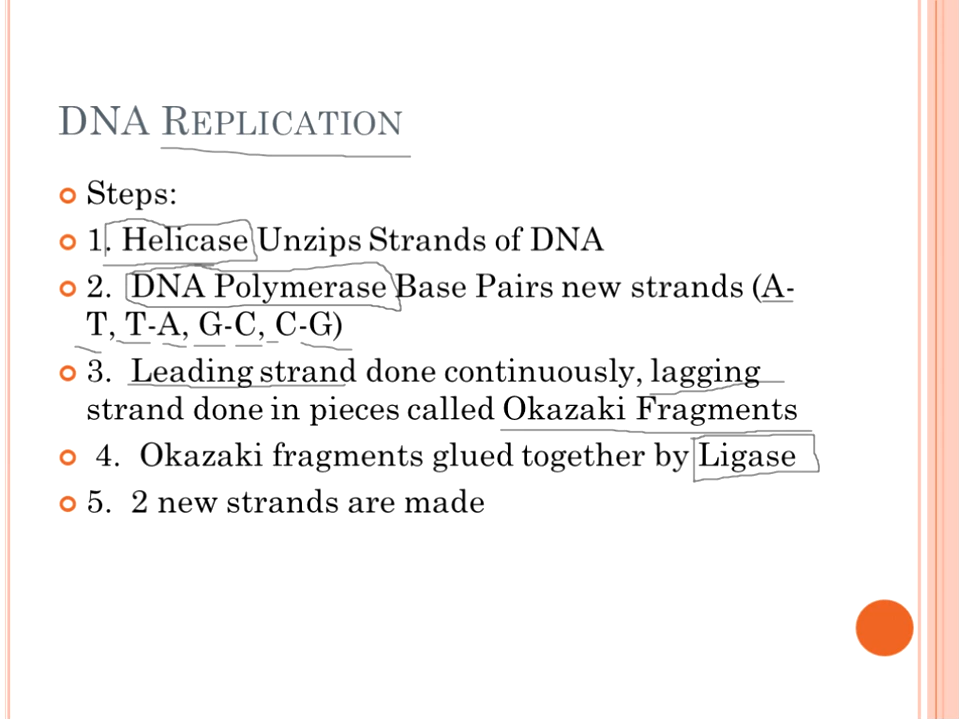 DNA REPLICATION
Steps:
1. Helicase Unzips Strands of DNA
2. DNA Polymerase Base Pairs new strands (A-
T, T-A, G-C, C-G)
3. Leading strand done continuously, lagging
strand done in pieces called Okazaki Fragments
4. Okazaki fragments glued together by Ligase
5. 2 new strands are made